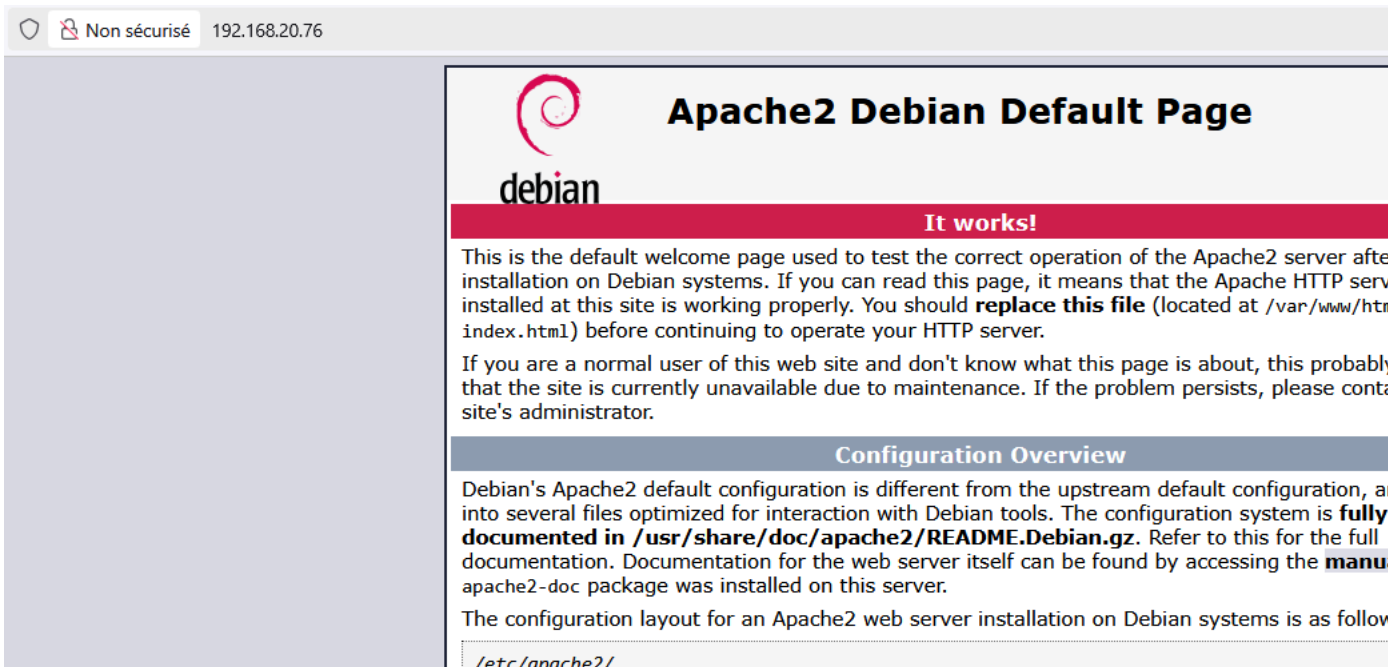 Non sécurisé 192.168.20.76
Apache2 Debian Default Page
debian
It works!
This is the default welcome page used to test the correct operation of the Apache2 server afte
installation on Debian systems. If you can read this page, it means that the Apache HTTP serv
installed at this site is working properly. You should replace this file (located at /var/www/htm
index.html) before continuing to operate your HTTP server.
If you are a normal user of this web site and don't know what this page is about, this probably
that the site is currently unavailable due to maintenance. If the problem persists, please conta
site's administrator.
Configuration Overview
Debian's Apache2 default configuration is different from the upstream default configuration, a
into several files optimized for interaction with Debian tools. The configuration system is fully
documented in /usr/share/doc/apache2/README.Debian.gz. Refer to this for the full
documentation. Documentation for the web server itself can be found by accessing the manua
apache2-doc package was installed on this server.
The configuration layout for an Apache2 web server installation on Debian systems is as follow
/etc/apache2/